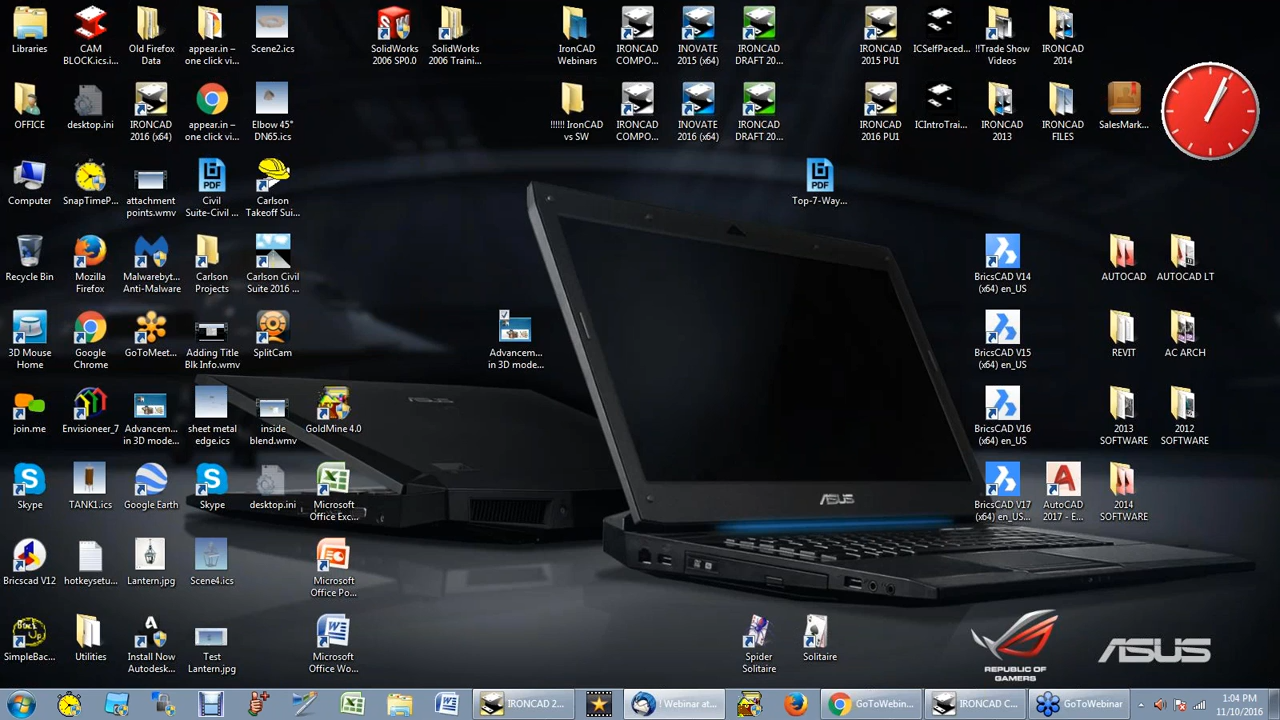 Libraries
CAM
BLOCK.ics.i...
Old Firefox
Data
appear.in –
one click vi...
Scene2.ics
SolidWorks
2006 SP0.0
SolidWorks
2006 Traini...
IronCAD
Webinars
IRONCAD
COMPO...
INOVATE
2015 (x64)
IRONCAD
DRAFT 20...
IRONCAD
2015 PU1
ICSelfPaced...
!!Trade Show
Videos
IRONCAD
2014
OFFICE
desktop.ini
IRONCAD
2016 (x64)
appear.in –
one click vi...
Elbow 45°
DN65.ics
!!!!!! IronCAD
vs SW
IRONCAD
COMPO...
INOVATE
2016 (x64)
IRONCAD
DRAFT 20...
IRONCAD
2016 PU1
ICIntroTrai...
IRONCAD
2013
IRONCAD
FILES
SalesMark...
Computer
SnapTimeP...
attachment
points.wmv
PDF
Civil
Suite-Civil ...
Carlson
Takeoff Sui...
PDF
Top-7-Way...
Recycle Bin
Mozilla
Firefox
Malwarebyt...
Anti-Malware
Carlson
Projects
Carlson Civil
Suite 2016 ...
BricsCAD V14
(x64) en_US
AUTOCAD
AUTOCAD LT
3D Mouse
Home
Google
Chrome
GoToMeet...
Adding Title
Blk Info.wmv
SplitCam
Advancem...
in 3D mode...
BricsCAD V15
(x64) en_US
REVIT
AC ARCH
join.me
Envisioneer_7
Advancem...
in 3D mode...
sheet metal
edge.ics
inside
blend.wmv
GoldMine 4.0
BricsCAD V16
(x64) en_US
2013
SOFTWARE
2012
SOFTWARE
Skype
TANK1.ics
Google Earth
Skype
desktop.ini
Microsoft
Office Exc...
ASUS
BricsCAD V17
(x64) en_US...
AutoCAD
2017 - E...
2014
SOFTWARE
Bricscad V12
hotkeysetu...
Lantern.jpg
Scene4.ics
Microsoft
Office Po...
SimpleBac...
Utilities
Install Now
Autodesk...
Test
Lantern.jpg
Microsoft
Office Wo...
Spider
Solitaire
Solitaire
REPUBLIC OF
GAMERS
ASUS
IRONCAD 2...
! Webinar at...
GoToWebin...
IRONCAD C...
GoToWebinar
1:04 PM
11/10/2016